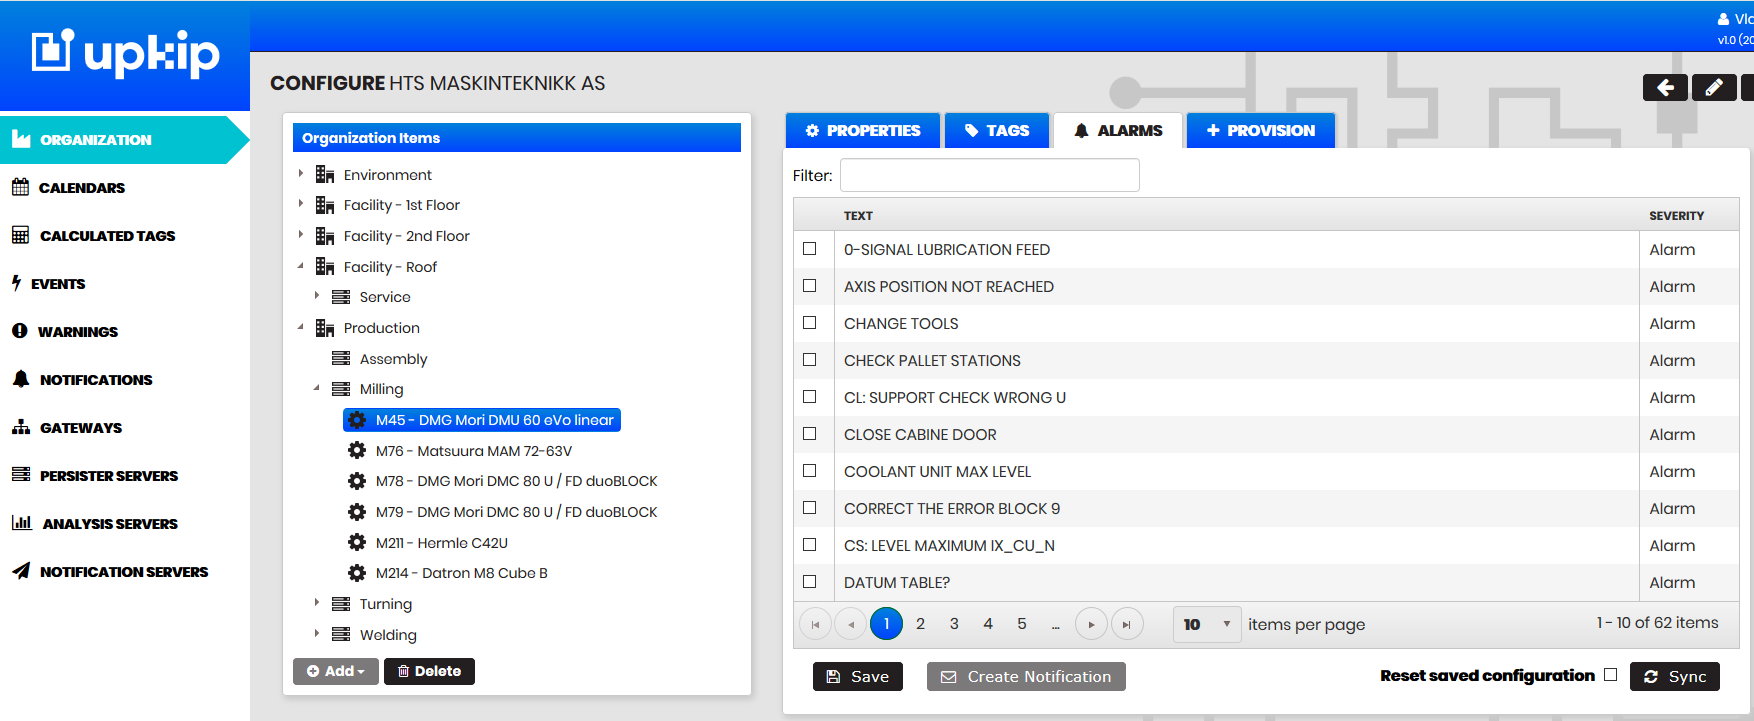 upkip
Vla
v1.0 (20
CONFIGURE HTS MASKINTEKNIKK AS
ORGANIZATION
CALENDARS
CALCULATED TAGS
EVENTS
WARNINGS
NOTIFICATIONS
GATEWAYS
PERSISTER SERVERS
ANALYSIS SERVERS
NOTIFICATION SERVERS
Organization Items
Environment
Facility - 1st Floor
Facility - 2nd Floor
Facility - Roof
Service
Production
Assembly
Milling
M45 - DMG Mori DMU 60 eVo linear
M76 - Matsuura MAM 72-63V
M78 - DMG Mori DMC 80 U / FD duoBLOCK
M79 - DMG Mori DMC 80 U / FD duoBLOCK
M211 - Hermle C42U
M214 - Datron M8 Cube B
Turning
Welding
Add
Delete
PROPERTIES TAGS ALARMS PROVISION
Filter:
TEXT SEVERITY
0-SIGNAL LUBRICATION FEED Alarm
AXIS POSITION NOT REACHED Alarm
CHANGE TOOLS Alarm
CHECK PALLET STATIONS Alarm
CL: SUPPORT CHECK WRONG U Alarm
CLOSE CABINE DOOR Alarm
COOLANT UNIT MAX LEVEL Alarm
CORRECT THE ERROR BLOCK 9 Alarm
CS: LEVEL MAXIMUM IX_CU_N Alarm
DATUM TABLE? Alarm
1 2 3 4 5 ... 10 items per page 1 - 10 of 62 items
Save Create Notification Reset saved configuration Sync